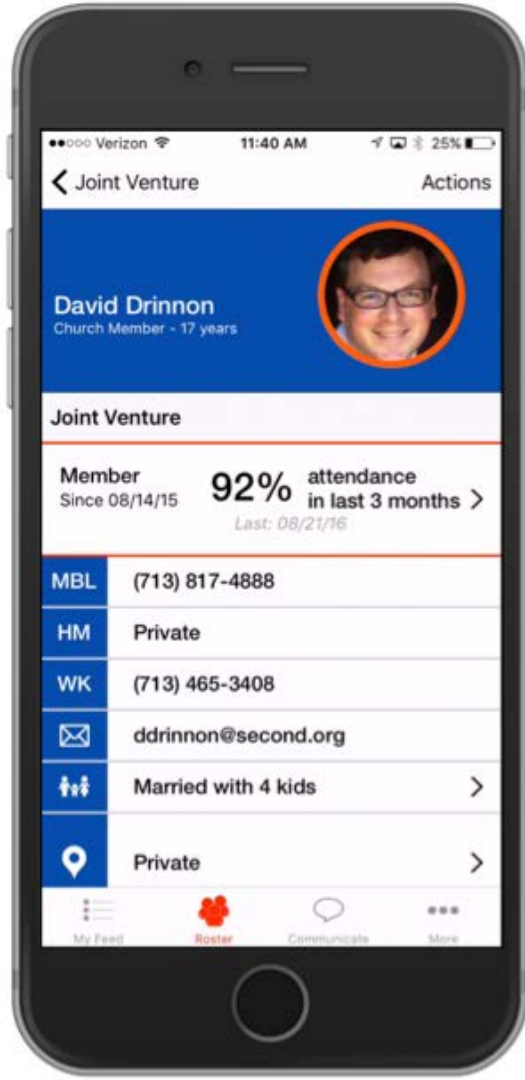 Verizon 11:40 AM 25%
Joint Venture Actions
David Drinnon
Church Member - 17 years
Joint Venture
Member
Since 08/14/15
92%
attendance
in last 3 months
Last: 08/21/16
MBL (713) 817-4888
HM Private
WK (713) 465-3408
ddrinnon@second.org
Married with 4 kids
Private
My Feed Roster Communicate More